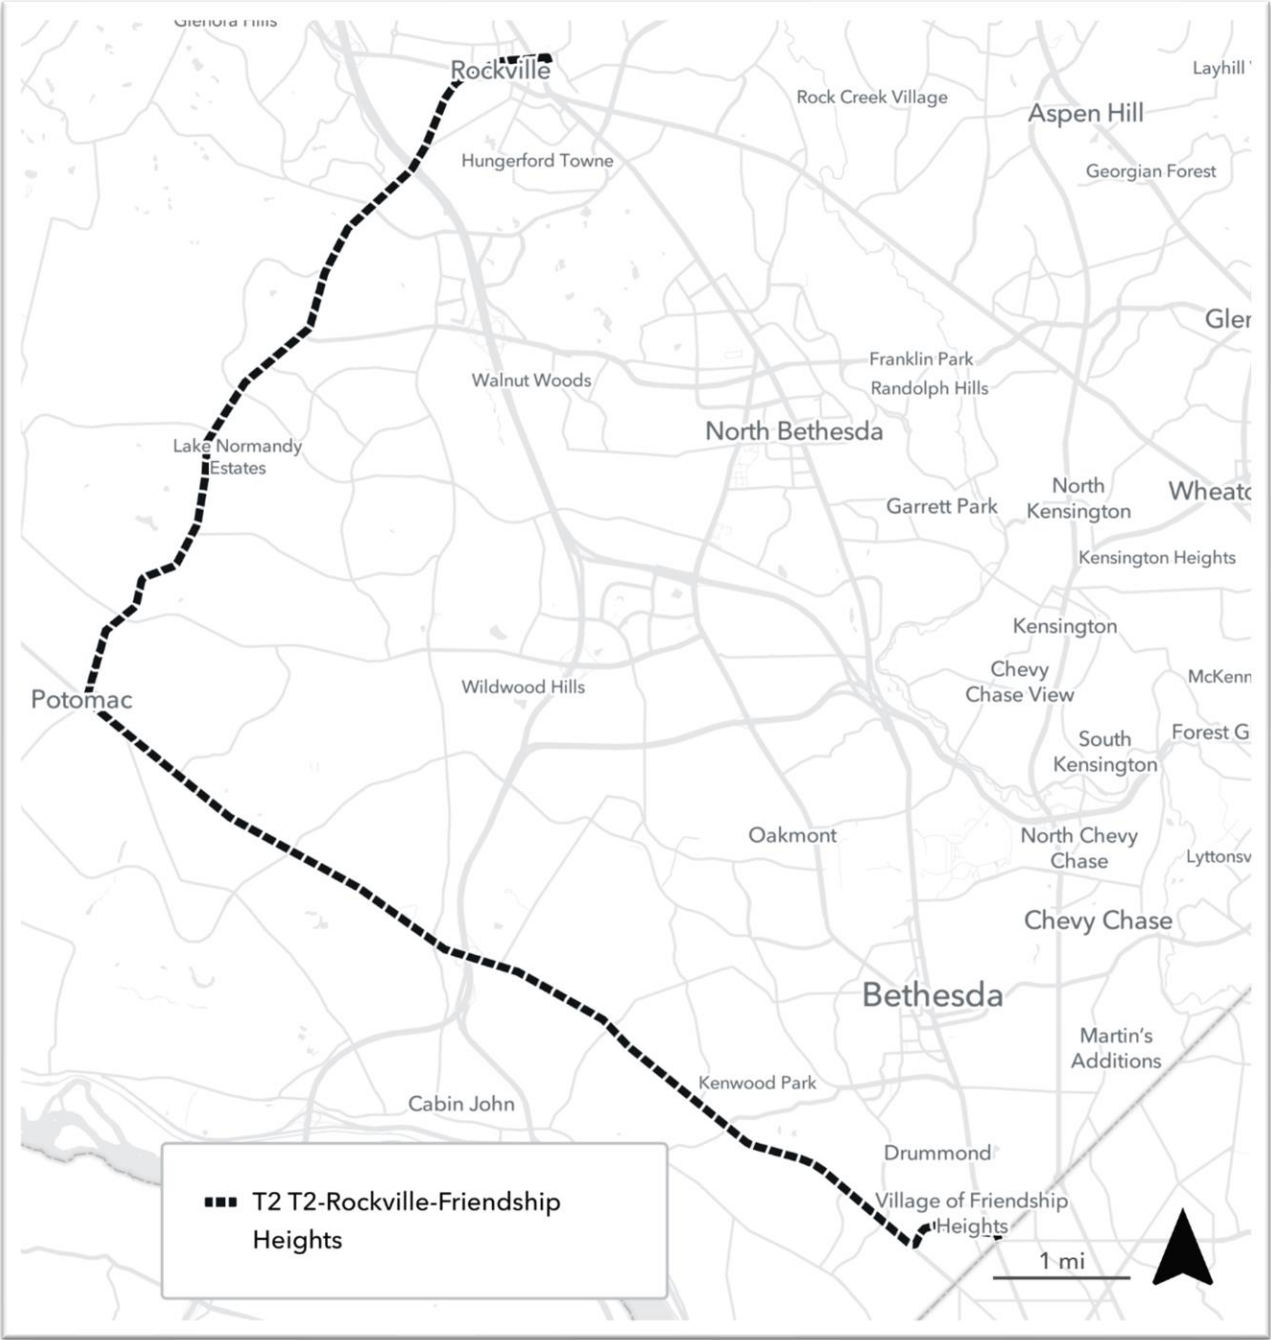 Glenora Hills
Rockville
Layhill
Rock Creek Village
Aspen Hill
Hungerford Towne
Georgian Forest
Gler
Franklin Park
Walnut Woods
Randolph Hills
North Bethesda
Lake Normandy
Estates
North
Kensington
Wheato
Garrett Park
Kensington Heights
Kensington
Chevy
Chase View
McKenn
Wildwood Hills
Potomac
South
Kensington
Forest G
Oakmont
North Chevy
Chase
Lyttonsv
Chevy Chase
Bethesda
Martin's
Additions
Kenwood Park
Cabin John
Drummond
Village of Friendship
Heights
T2 T2-Rockville-Friendship
Heights
1 mi